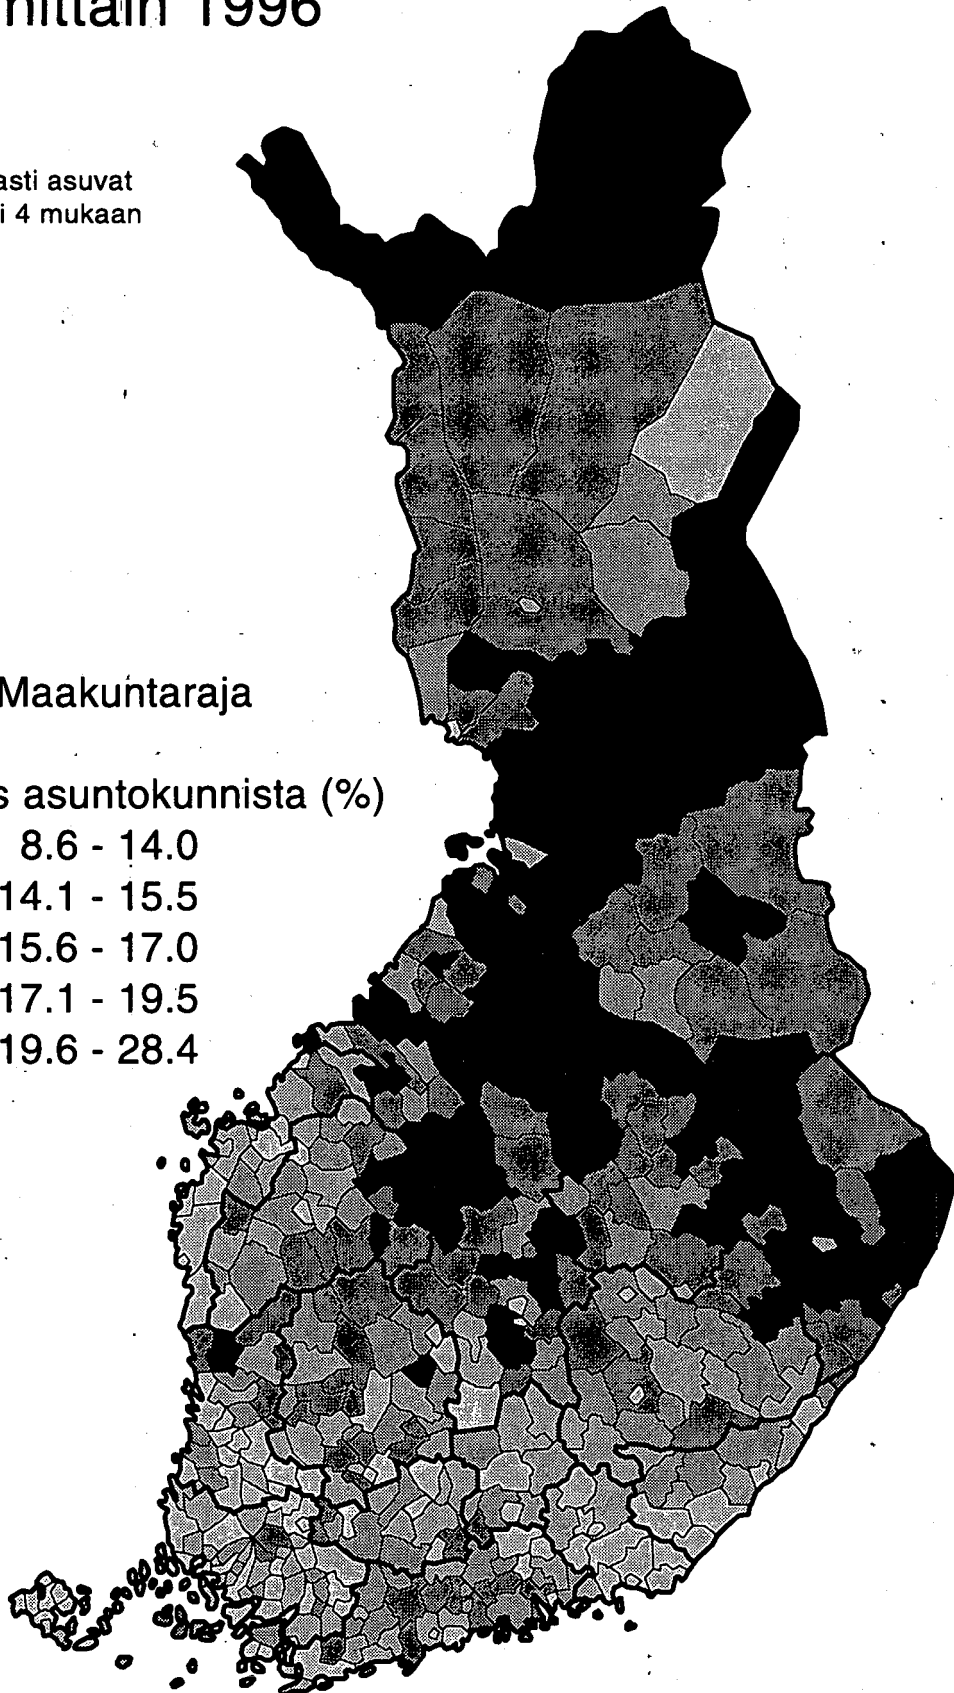 nittain 1996
asti asuvat
i 4 mukaan
Maakuntaraja
s asuntokunnista (%)
8.6 - 14.0
14.1 - 15.5
15.6 - 17.0
17.1 - 19.5
19.6 - 28.4